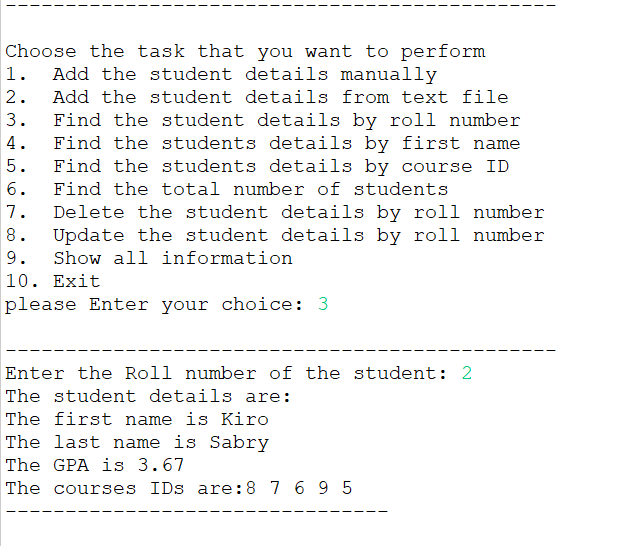 -----------------------------------------------
Choose the task that you want to perform
1.  Add the student details manually
2.  Add the student details from text file
3.  Find the student details by roll number
4.  Find the students details by first name
5.  Find the students details by course ID
6.  Find the total number of students
7.  Delete the student details by roll number
8.  Update the student details by roll number
9.  Show all information
10. Exit
please Enter your choice: 3
-----------------------------------------------
Enter the Roll number of the student: 2
The student details are:
The first name is Kiro
The last name is Sabry
The GPA is 3.67
The courses IDs are:8 7 6 9 5
--------------------------------